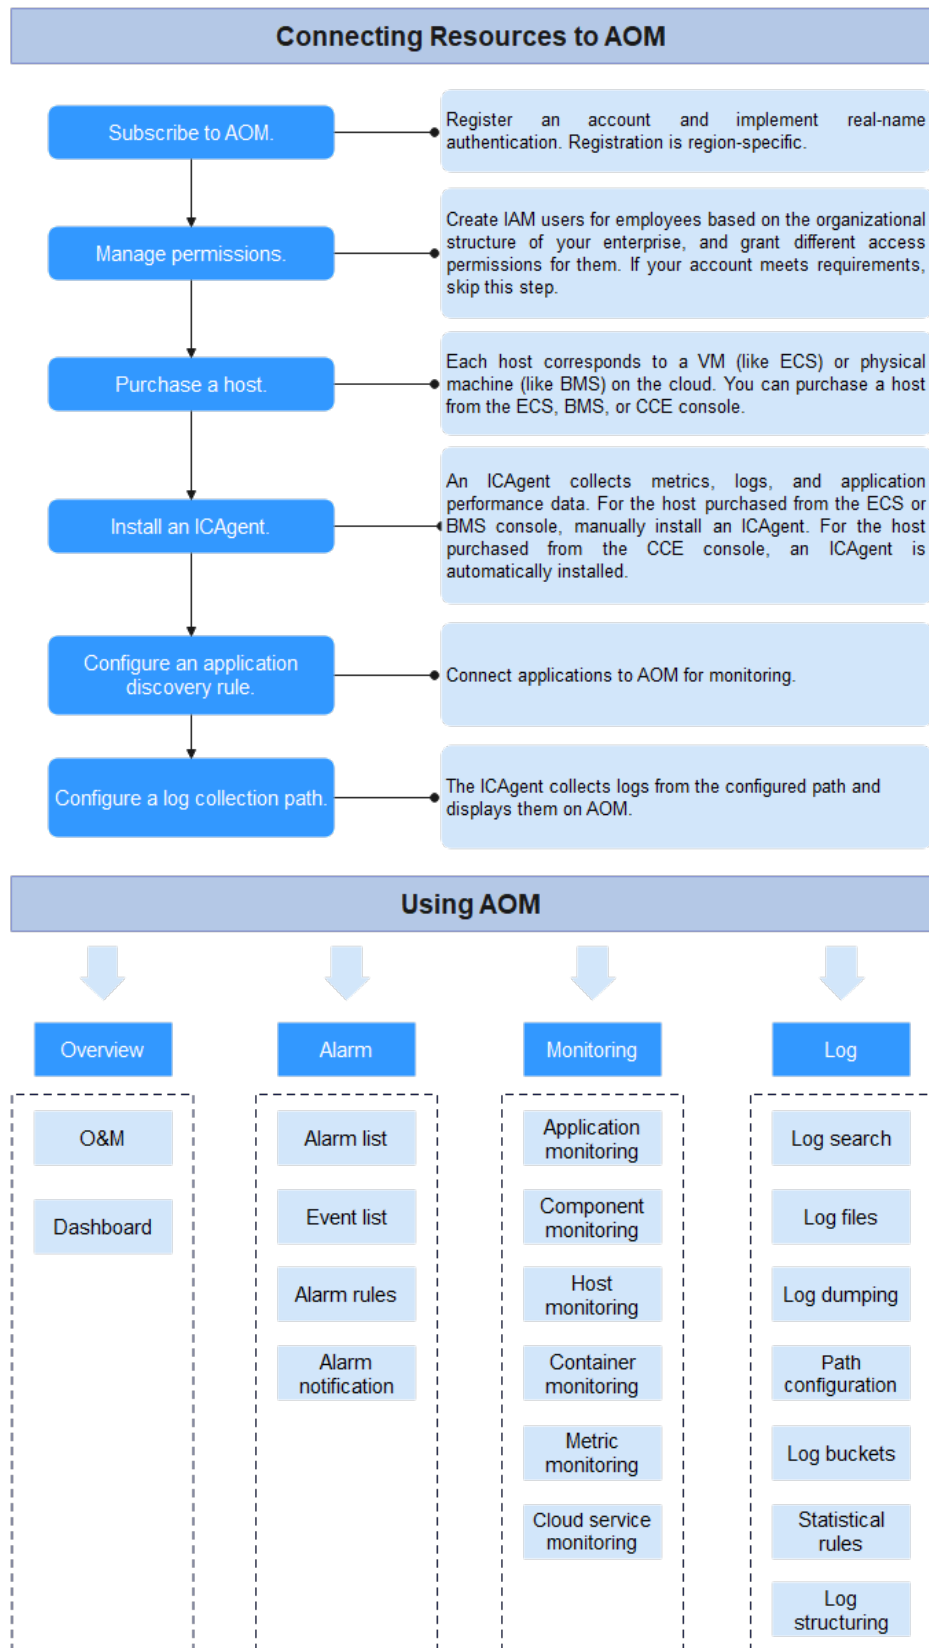 Connecting Resources to AOM
Subscribe to AOM.
Register an account and implement real-name
authentication. Registration is region-specific.
Manage permissions.
Create IAM users for employees based on the organizational
structure of your enterprise, and grant different access
permissions for them. If your account meets requirements,
skip this step.
Purchase a host.
Each host corresponds to a VM (like ECS) or physical
machine (like BMS) on the cloud. You can purchase a host
from the ECS, BMS, or CCE console.
Install an ICAgent.
An ICAgent collects metrics, logs, and application
performance data. For the host purchased from the ECS or
BMS console, manually install an ICAgent. For the host
purchased from the CCE console, an ICAgent is
automatically installed.
Configure an application
discovery rule.
Connect applications to AOM for monitoring.
Configure a log collection path.
The ICAgent collects logs from the configured path and
displays them on AOM.
Using AOM
Overview
O&M
Dashboard
Alarm
Alarm list
Event list
Alarm rules
Alarm
notification
Monitoring
Application
monitoring
Component
monitoring
Host
monitoring
Container
monitoring
Metric
monitoring
Cloud service
monitoring
Log
Log search
Log files
Log dumping
Path
configuration
Log buckets
Statistical
rules
Log
structuring